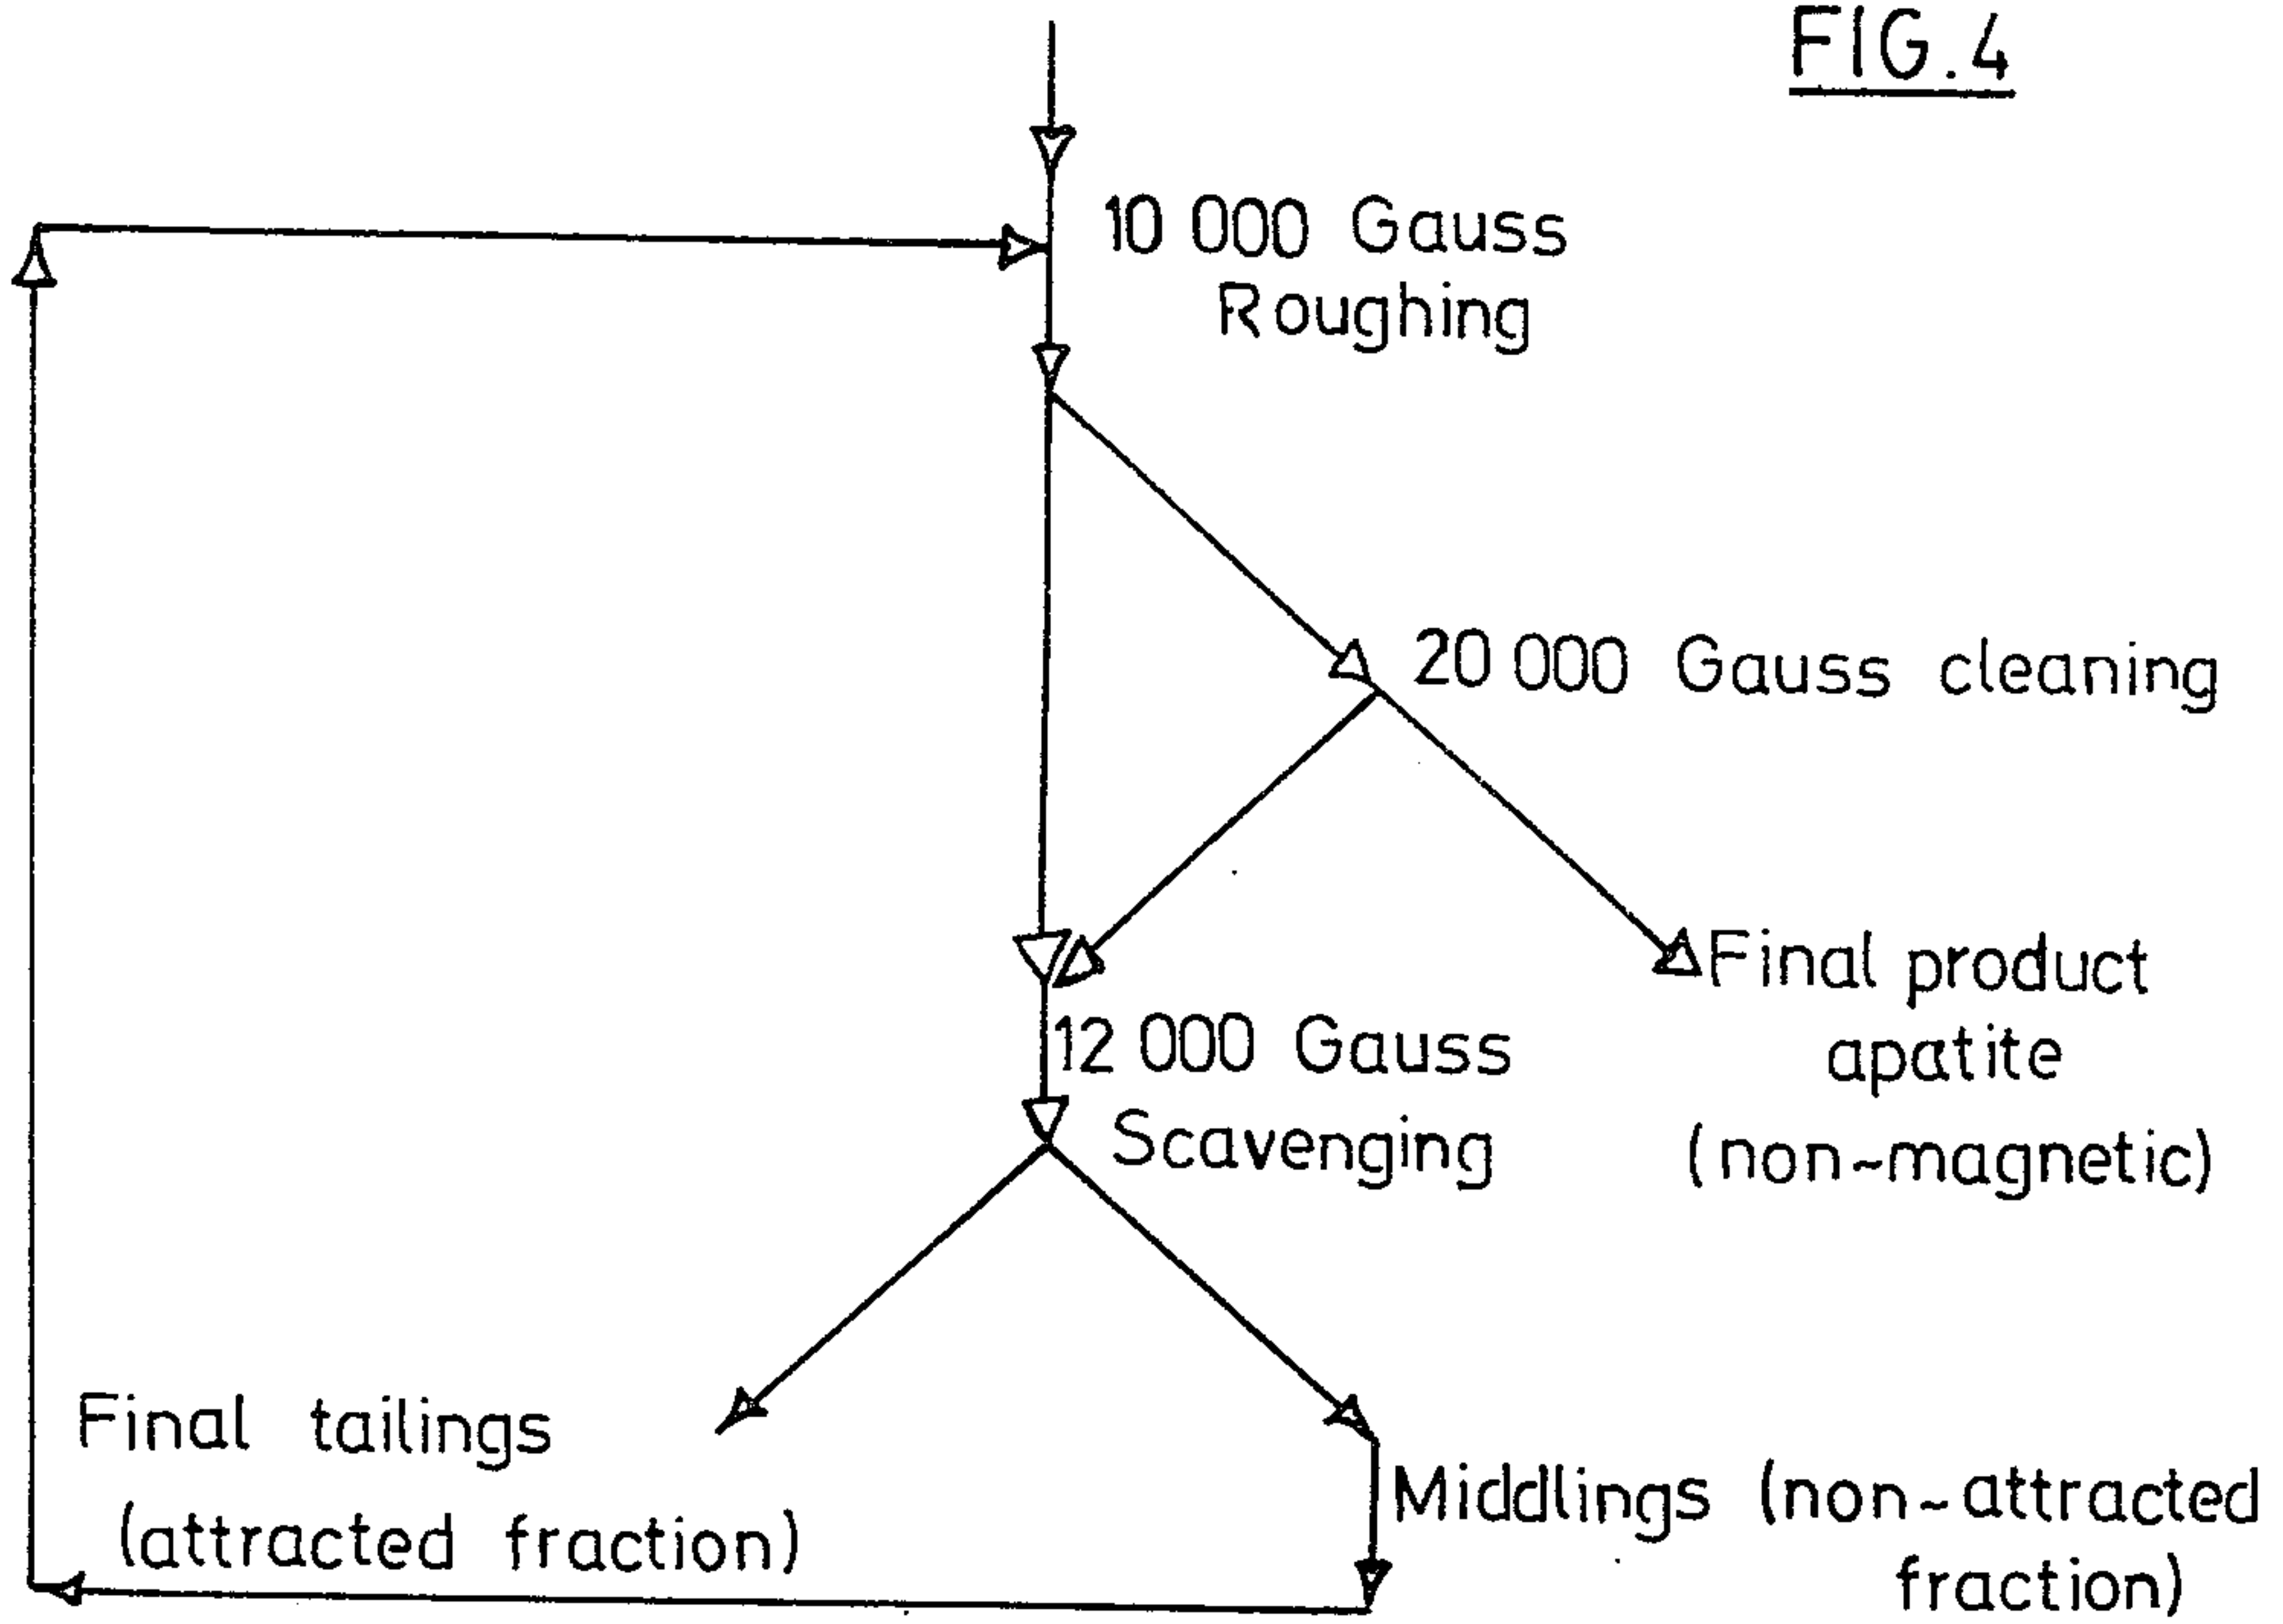 FIG.4
10 000 Gauss
Roughing
20 000 Gauss cleaning
Final product
apatite
(non-magnetic)
12 000 Gauss
Scavenging
Final tailings
(attracted fraction)
Middlings (non-attracted
fraction)